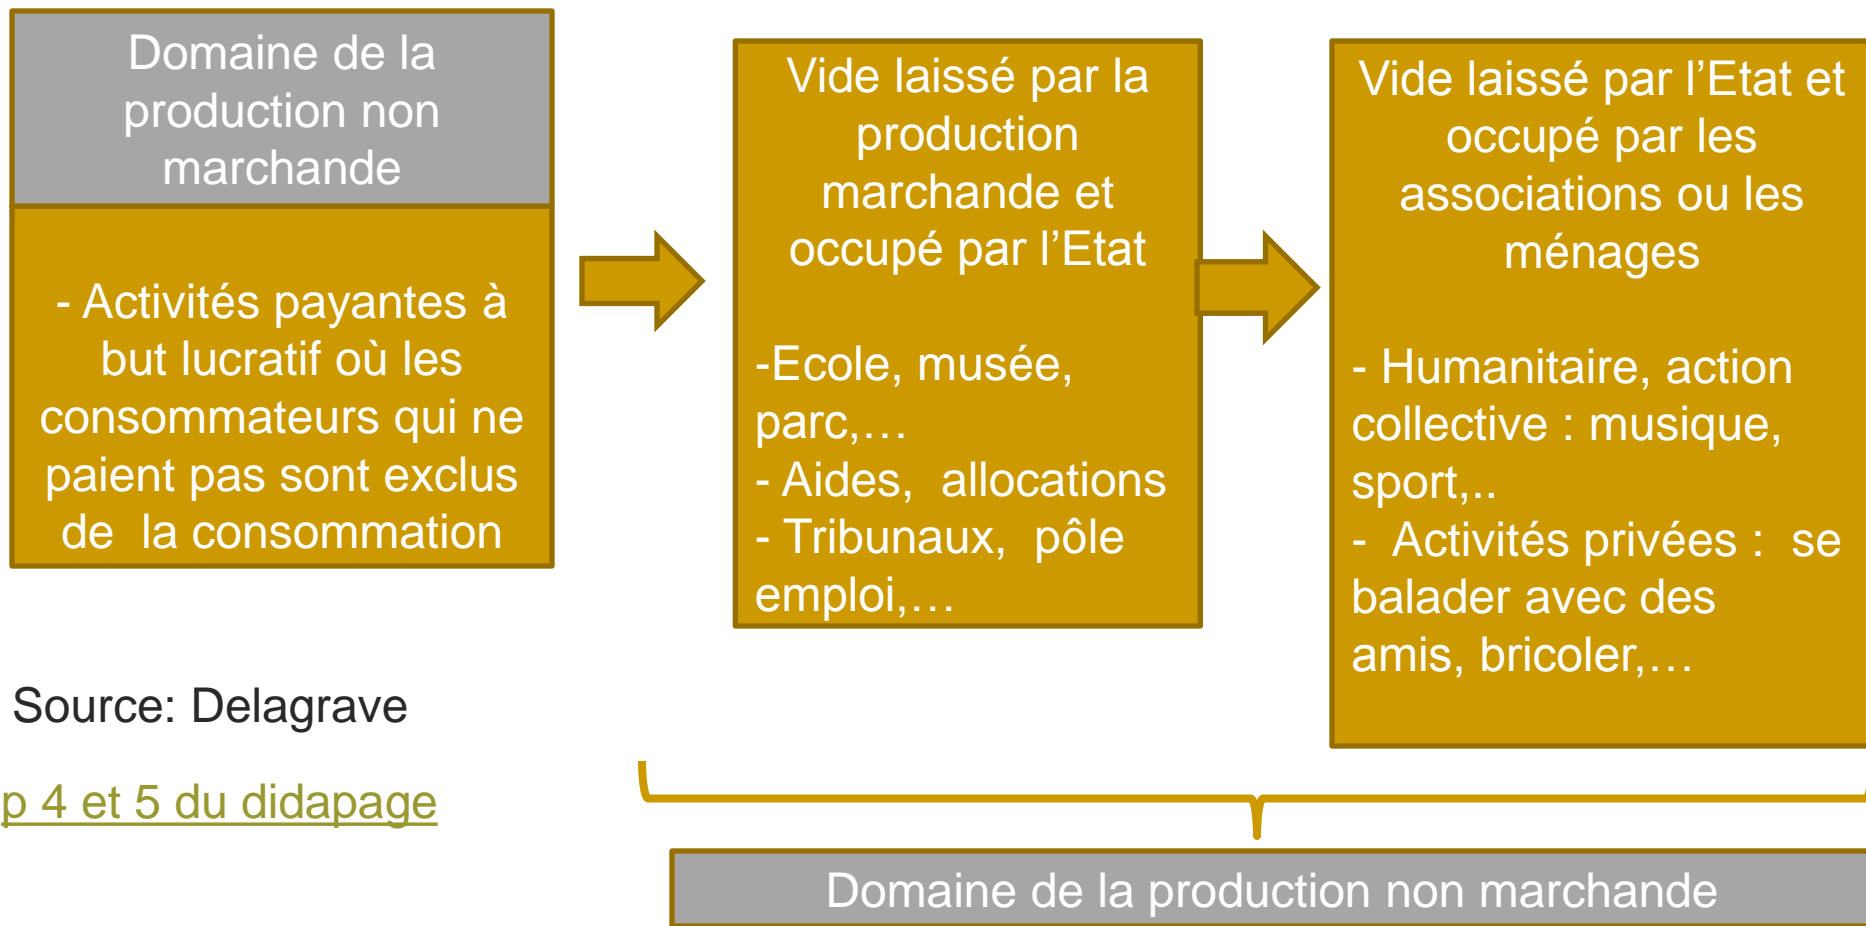 Domaine de la
production non
marchande
- Activités payantes à
but lucratif où les
consommateurs qui ne
paient pas sont exclus
de la consommation
Vide laissé par la
production
marchande et
occupé par l’Etat
-Ecole, musée,
parc,…
- Aides, allocations
- Tribunaux, pôle
emploi,…
Vide laissé par l’Etat et
occupé par les
associations ou les
ménages
- Humanitaire, action
collective : musique,
sport,..
- Activités privées : se
balader avec des
amis, bricoler,…
Source: Delagrave
p 4 et 5 du didapage
Domaine de la production non marchande